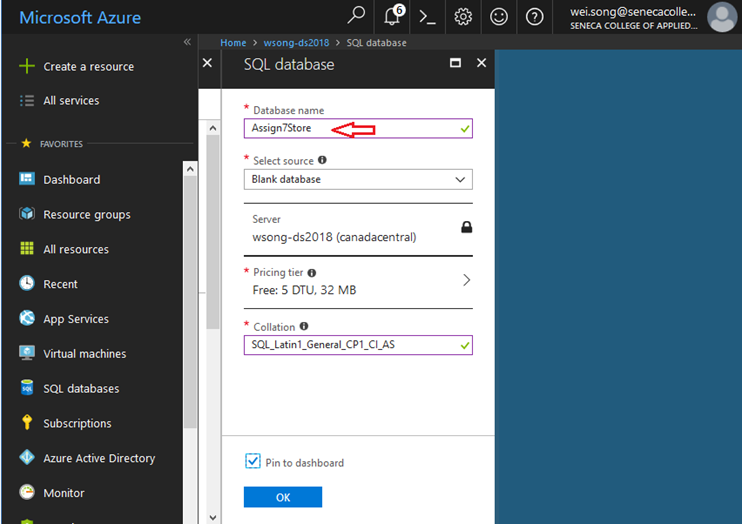 Microsoft Azure
6
wei.song@senecacolle...
SENECA COLLEGE OF APPLIED...
Home > wsong-ds2018 > SQL database
Create a resource
All services
FAVORITES
Dashboard
Resource groups
All resources
Recent
App Services
Virtual machines
SQL databases
Subscriptions
Azure Active Directory
Monitor
SQL database
* Database name
Assign7Store
* Select source
Blank database
Server
wsong-ds2018 (canadacentral)
* Pricing tier
Free: 5 DTU, 32 MB
* Collation
SQL_Latin1_General_CP1_CI_AS
Pin to dashboard
OK